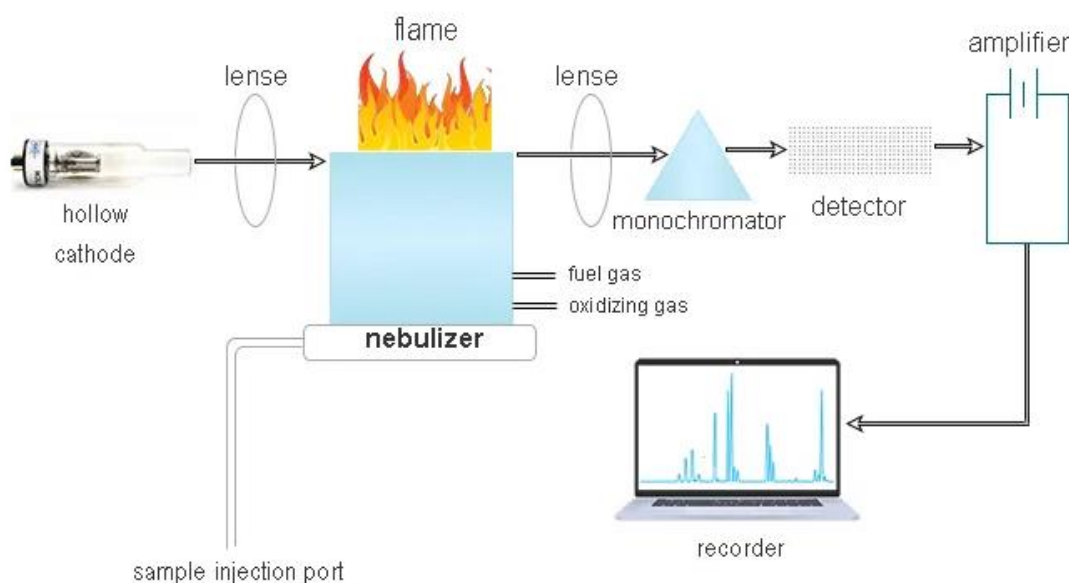 flame
amplifier
lense
lense
hollow
cathode
monochromator
detector
fuel gas
oxidizing gas
nebulizer
recorder
sample injection port